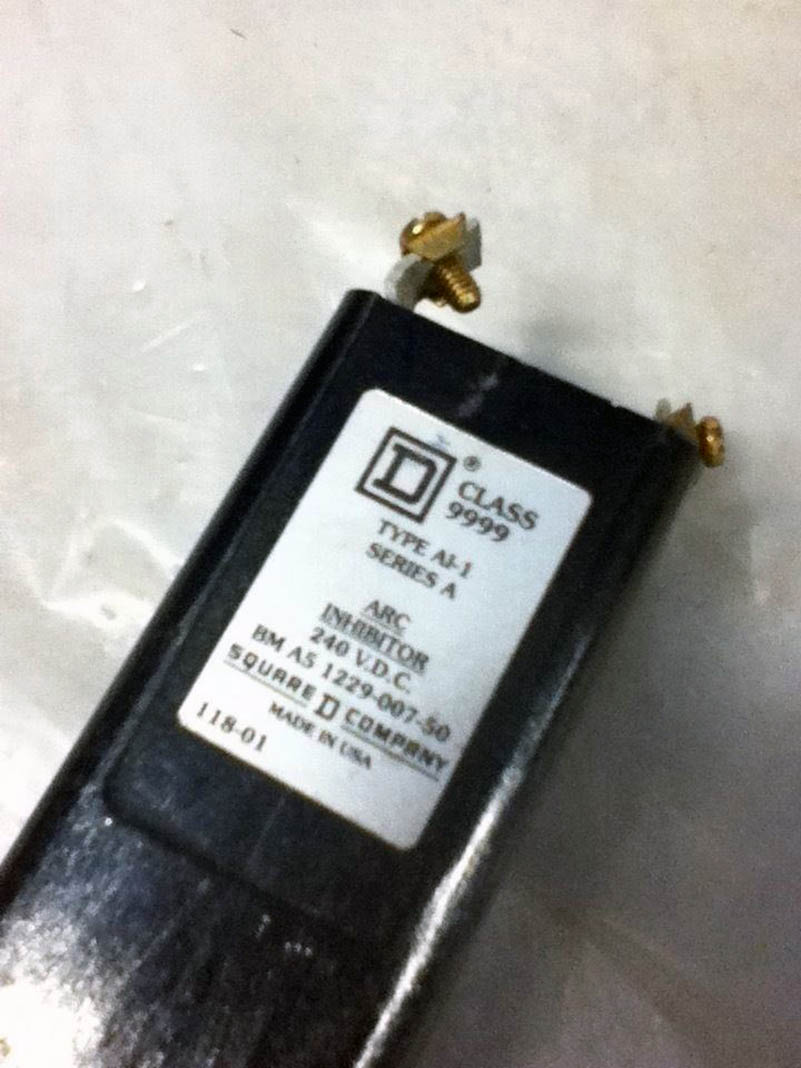 D ®
CLASS
9999
TYPE AI-1
SERIES A
ARC
INHIBITOR
240 V.D.C.
BM A5 1229-007-50
SQUARE D COMPANY
MADE IN USA
118-01